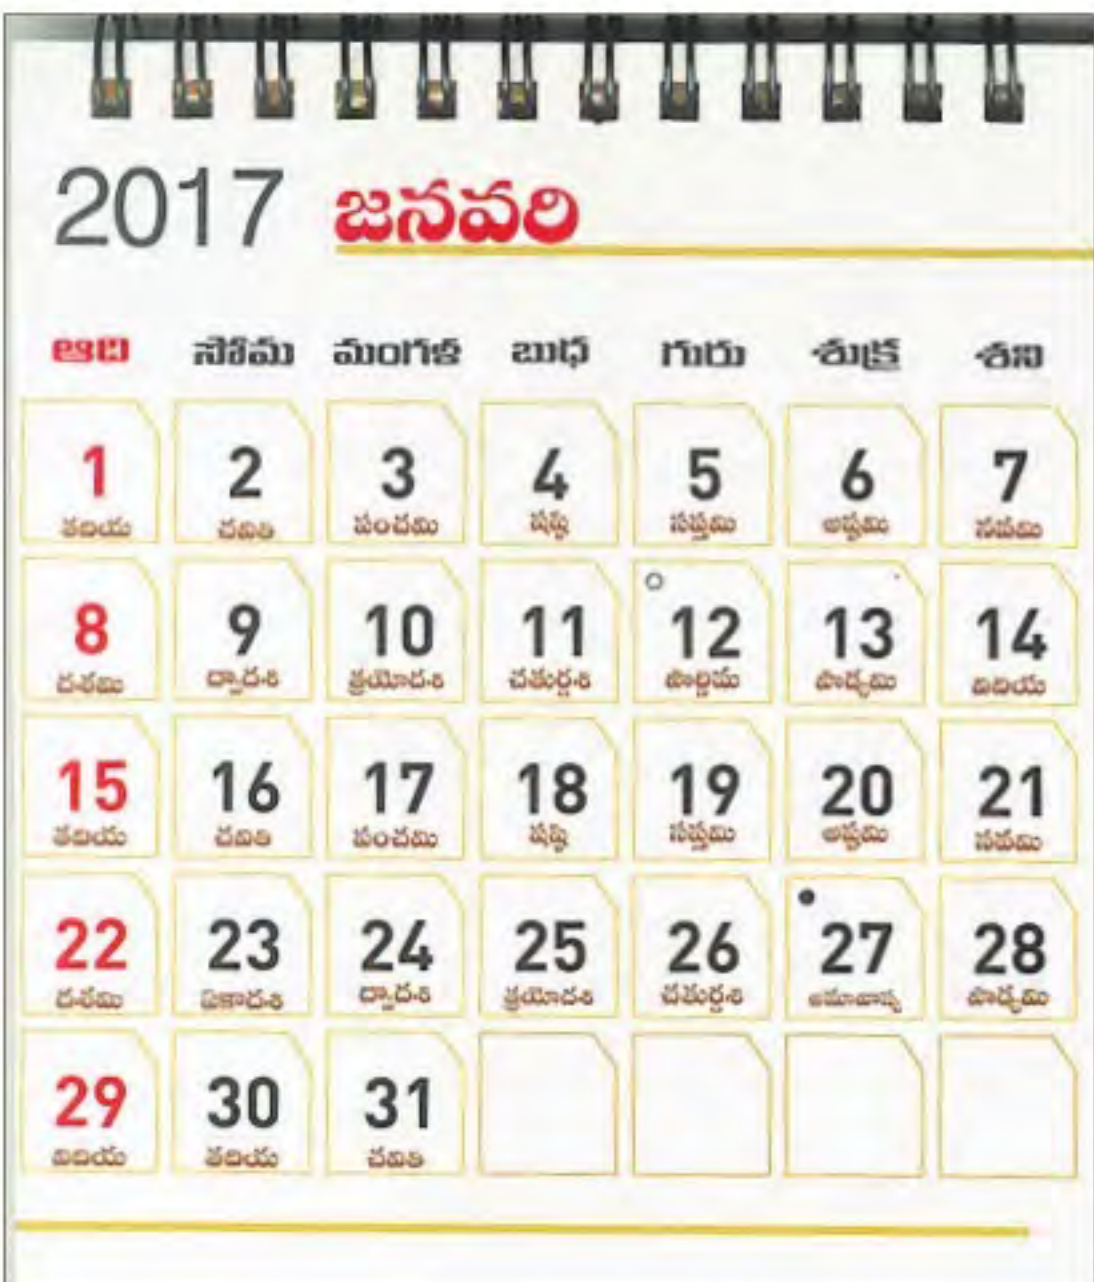 2017 జనవరి
ఆది సోమ మంగళ బుధ గురు శుక్ర శని
1 2 3 4 5 6 7
తదియ చవితి పంచమి షష్ఠి సప్తమి అష్టమి నవమి
8 9 10 11 12 13 14
దశమి ద్వాదశి త్రయోదశి చతుర్దశి పౌర్ణమి పాడ్యమి విదియ
15 16 17 18 19 20 21
తదియ చవితి పంచమి షష్ఠి సప్తమి అష్టమి నవమి
22 23 24 25 26 27 28
దశమి ఏకాదశి ద్వాదశి త్రయోదశి చతుర్దశి అమావాస్య పాడ్యమి
29 30 31
విదియ తదియ చవితి